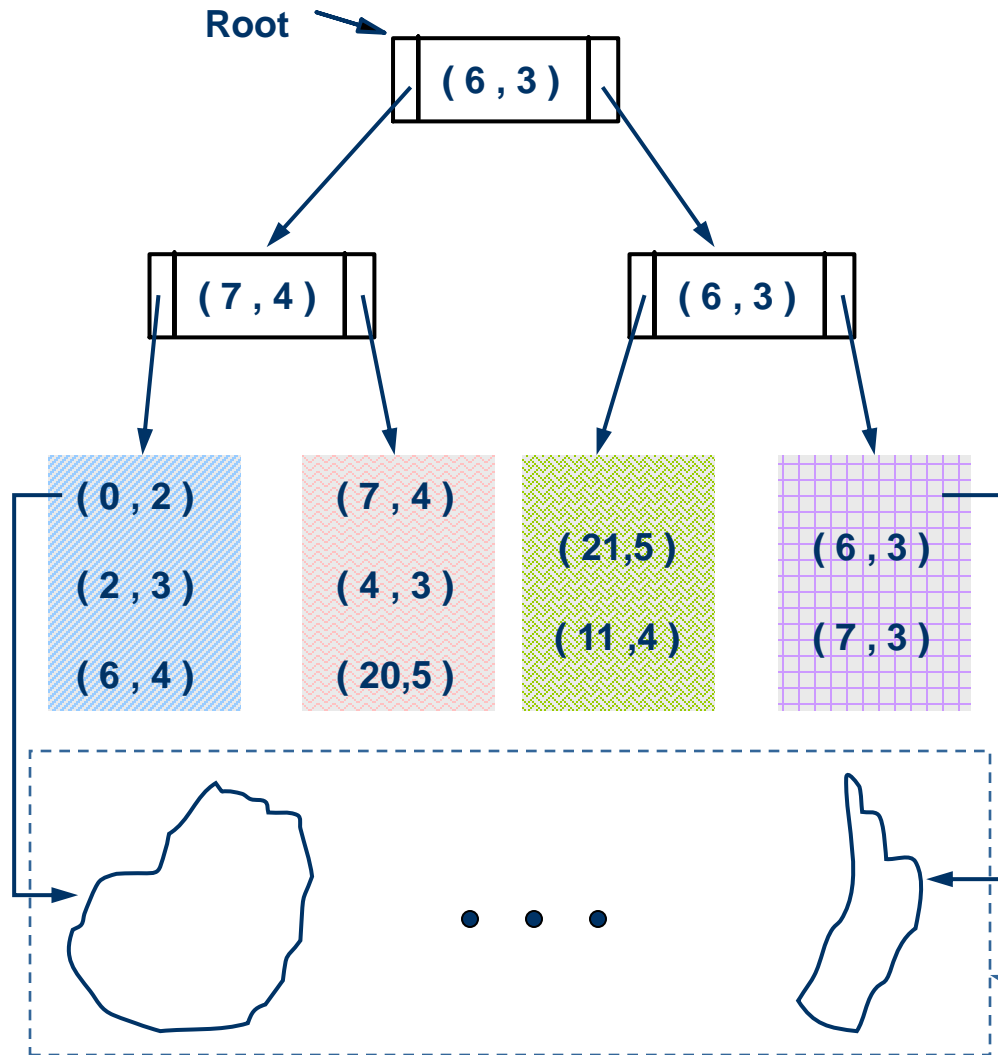 Root
( 6 , 3 )
( 7 , 4 )
( 6 , 3 )
( 0 , 2 )
( 2 , 3 )
( 6 , 4 )
( 7 , 4 )
( 4 , 3 )
( 20,5 )
( 21,5 )
( 11 ,4 )
( 6 , 3 )
( 7 , 3 )